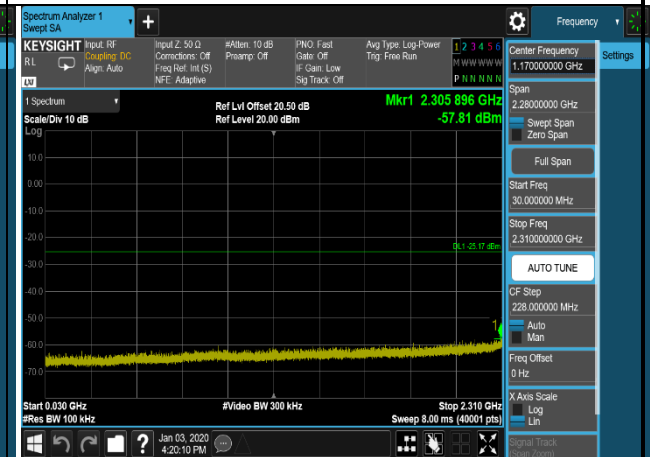 Spectrum Analyzer 1
Swept SA
Frequency
KEYSIGHT
RL
LXI
Input: RF
Coupling: DC
Align: Auto
Input Z: 50 Ω
Corrections: Off
Freq Ref: Int (S)
NFE: Adaptive
#Atten: 10 dB
Preamp: Off
PNO: Fast
Gate: Off
IF Gain: Low
Sig Track: Off
Avg Type: Log-Power
Trig: Free Run
1 2 3 4 5 6
M W W W W W
P N N N N N
Settings
1 Spectrum
Scale/Div 10 dB
Log
Ref Lvl Offset 20.50 dB
Ref Level 20.00 dBm
Mkr1 2.305 896 GHz
-57.81 dBm
10.0
0.00
-10.0
-20.0
DL1 -25.17 dBm
-30.0
-40.0
-50.0
1
-60.0
-70.0
Start 0.030 GHz
#Res BW 100 kHz
#Video BW 300 kHz
Stop 2.310 GHz
Sweep 8.00 ms (40001 pts)
Jan 03, 2020
4:20:10 PM
Center Frequency
1.170000000 GHz
Span
2.28000000 GHz
Swept Span
Zero Span
Full Span
Start Freq
30.000000 MHz
Stop Freq
2.310000000 GHz
AUTO TUNE
CF Step
228.000000 MHz
Auto
Man
Freq Offset
0 Hz
X Axis Scale
Log
Lin
Signal Track
(Span Zoom)